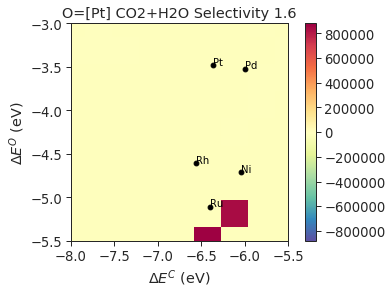 O=[Pt] CO2+H2O Selectivity 1.6
−3.0
−3.5
−4.0
−4.5
−5.0
−5.5
ΔE^O (eV)
Pt
Pd
Rh
Ni
Ru
−8.0 −7.5 −7.0 −6.5 −6.0 −5.5
ΔE^C (eV)
800000
600000
400000
200000
0
−200000
−400000
−600000
−800000